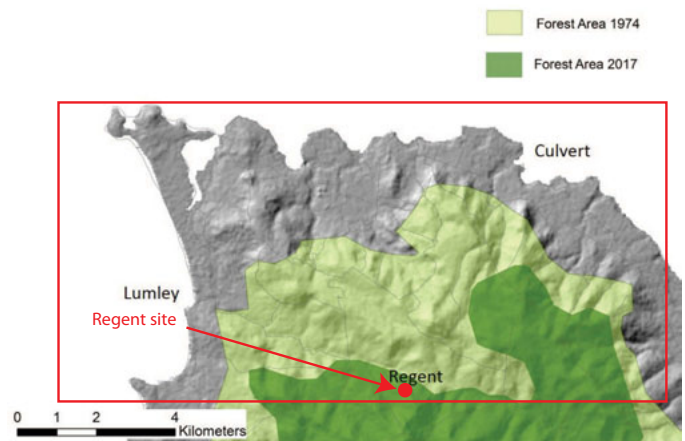 Forest Area 1974
Forest Area 2017
Culvert
Lumley
Regent site
Regent
0 1 2 4
Kilometers